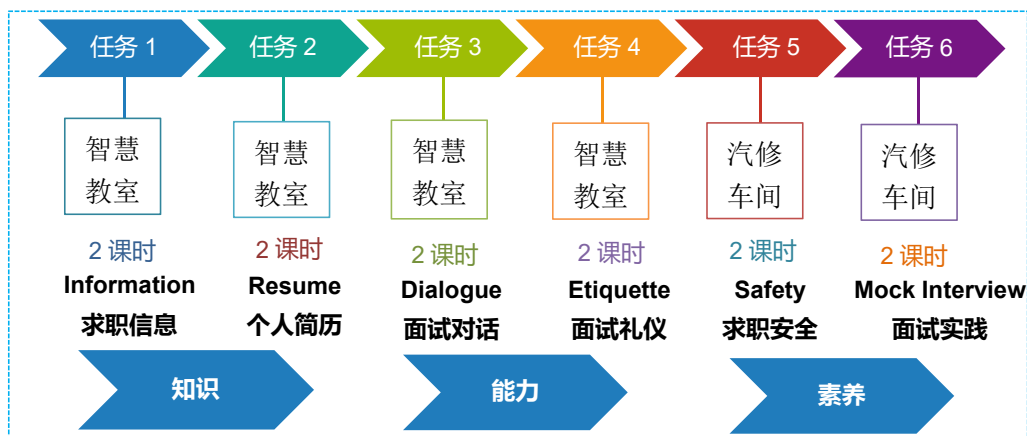 任务 1 任务 2 任务 3 任务 4 任务 5 任务 6
智慧 智慧 智慧 智慧 汽修 汽修
教室 教室 教室 教室 车间 车间
2 课时 2 课时 2 课时 2 课时 2 课时 2 课时
Information Resume Dialogue Etiquette Safety Mock Interview
求职信息 个人简历 面试对话 面试礼仪 求职安全 面试实践
知识 能力 素养